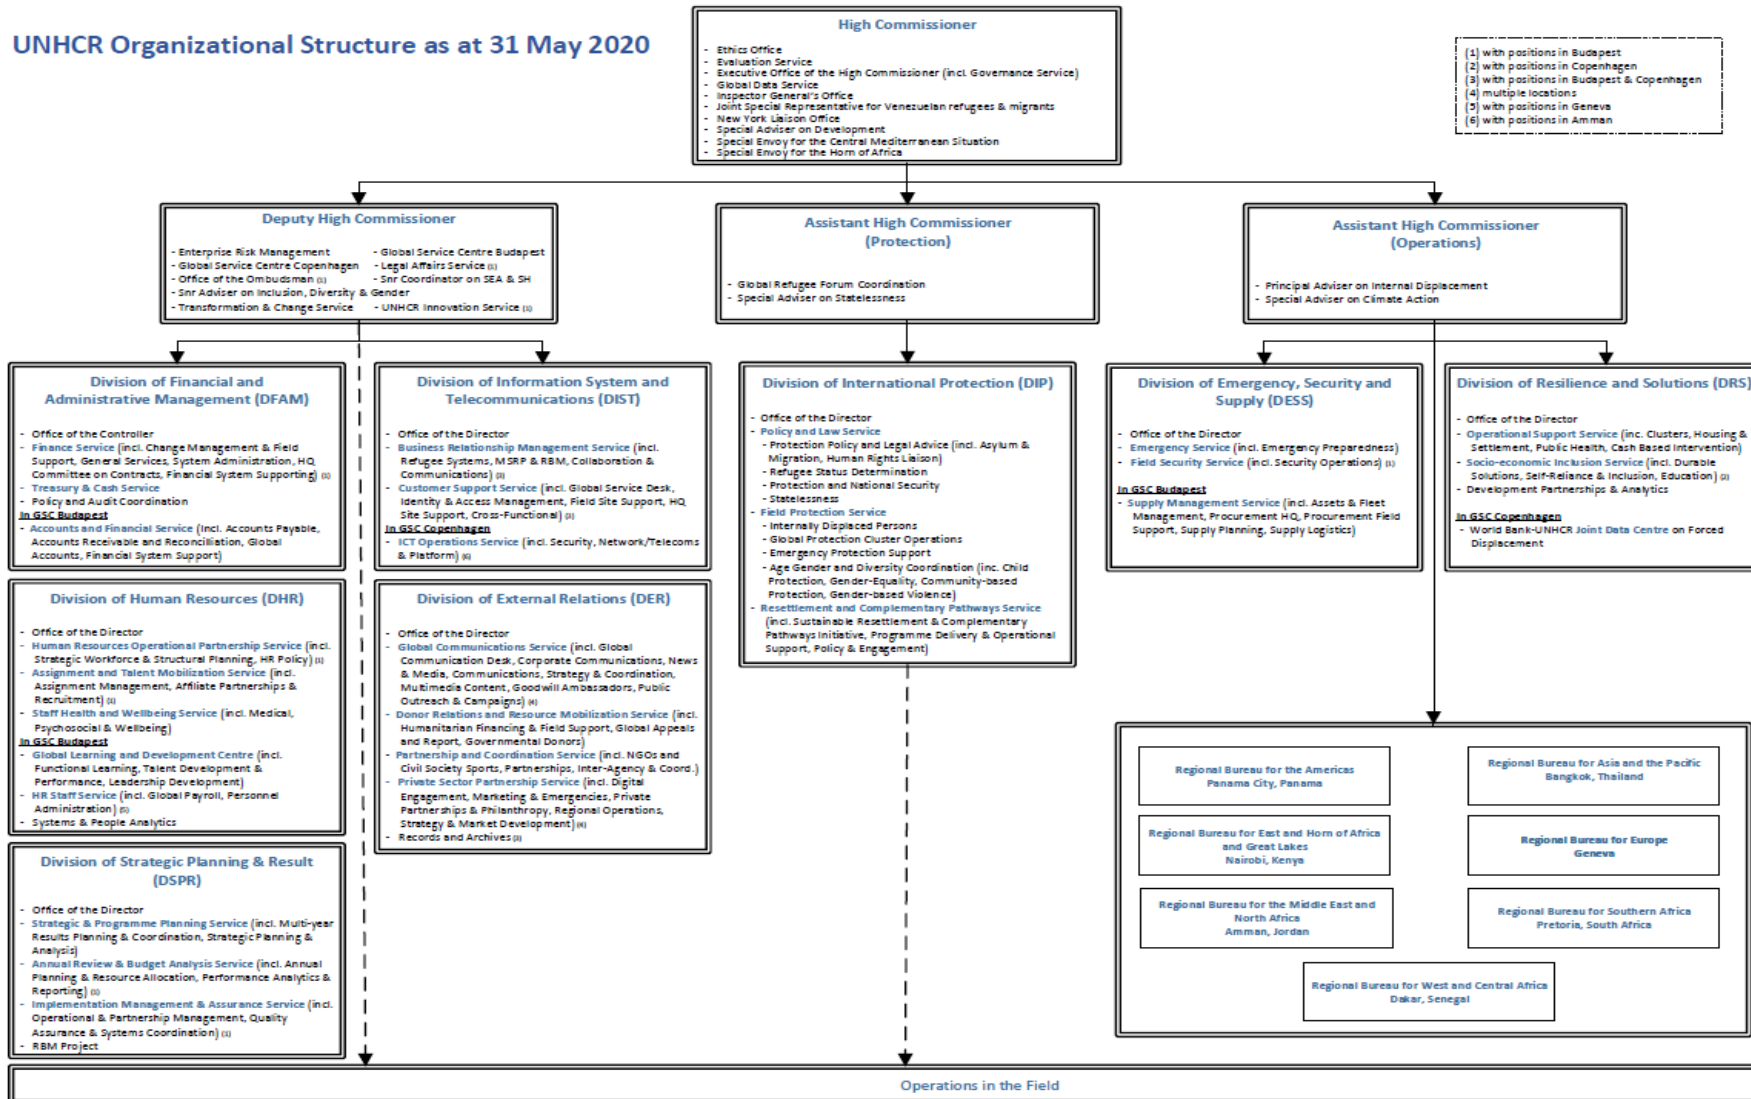 UNHCR Organizational Structure as at 31 May 2020
High Commissioner
- Ethics Office
- Evaluation Service
- Executive Office of the High Commissioner (incl. Governance Service)
- Global Data Service
- Inspector General's Office
- Joint Special Representative for Venezuelan refugees & migrants
- New York Liaison Office
- Special Adviser on Development
- Special Envoy for the Central Mediterranean Situation
- Special Envoy for the Horn of Africa
(1) with positions in Budapest
(2) with positions in Copenhagen
(3) with positions in Budapest & Copenhagen
(4) multiple locations
(5) with positions in Geneva
(6) with positions in Amman
Deputy High Commissioner
- Enterprise Risk Management - Global Service Centre Budapest
- Global Service Centre Copenhagen - Legal Affairs Service (1)
- Office of the Ombudsman (1) - Snr Coordinator on SEA & SH
- Snr Adviser on Inclusion, Diversity & Gender
- Transformation & Change Service - UNHCR Innovation Service (1)
Assistant High Commissioner
(Protection)
- Global Refugee Forum Coordination
- Special Adviser on Statelessness
Assistant High Commissioner
(Operations)
- Principal Adviser on Internal Displacement
- Special Adviser on Climate Action
Division of Financial and
Administrative Management (DFAM)
- Office of the Controller
- Finance Service (incl. Change Management & Field
Support, General Services, System Administration, HQ
Committee on Contracts, Financial System Supporting) (1)
- Treasury & Cash Service
- Policy and Audit Coordination
In GSC Budapest
- Accounts and Financial Service (Incl. Accounts Payable,
Accounts Receivable and Reconciliation, Global
Accounts, Financial System Support)
Division of Information System and
Telecommunications (DIST)
- Office of the Director
- Business Relationship Management Service (incl.
Refugee Systems, MSRP & RBM, Collaboration &
Communications) (3)
- Customer Support Service (incl. Global Service Desk,
Identity & Access Management, Field Site Support, HQ
Site Support, Cross-Functional) (3)
In GSC Copenhagen
- ICT Operations Service (incl. Security, Network/Telecoms
& Platform) (6)
Division of International Protection (DIP)
- Office of the Director
- Policy and Law Service
- Protection Policy and Legal Advice (incl. Asylum &
Migration, Human Rights Liaison)
- Refugee Status Determination
- Protection and National Security
- Statelessness
- Field Protection Service
- Internally Displaced Persons
- Global Protection Cluster Operations
- Emergency Protection Support
- Age Gender and Diversity Coordination (inc. Child
Protection, Gender-Equality, Community-based
Protection, Gender-based Violence)
- Resettlement and Complementary Pathways Service
(incl. Sustainable Resettlement & Complementary
Pathways Initiative, Programme Delivery & Operational
Support, Policy & Engagement)
Division of Emergency, Security and
Supply (DESS)
- Office of the Director
- Emergency Service (incl. Emergency Preparedness)
- Field Security Service (incl. Security Operations) (1)
In GSC Budapest
- Supply Management Service (incl. Assets & Fleet
Management, Procurement HQ, Procurement Field
Support, Supply Planning, Supply Logistics)
Division of Resilience and Solutions (DRS)
- Office of the Director
- Operational Support Service (inc. Clusters, Housing &
Settlement, Public Health, Cash Based Intervention)
- Socio-economic Inclusion Service (incl. Durable
Solutions, Self-Reliance & Inclusion, Education) (2)
- Development Partnerships & Analytics
In GSC Copenhagen
- World Bank-UNHCR Joint Data Centre on Forced
Displacement
Division of Human Resources (DHR)
- Office of the Director
- Human Resources Operational Partnership Service (incl.
Strategic Workforce & Structural Planning, HR Policy) (1)
- Assignment and Talent Mobilization Service (incl.
Assignment Management, Affiliate Partnerships &
Recruitment) (1)
- Staff Health and Wellbeing Service (incl. Medical,
Psychosocial & Wellbeing)
In GSC Budapest
- Global Learning and Development Centre (incl.
Functional Learning, Talent Development &
Performance, Leadership Development)
- HR Staff Service (incl. Global Payroll, Personnel
Administration) (5)
- Systems & People Analytics
Division of External Relations (DER)
- Office of the Director
- Global Communications Service (incl. Global
Communication Desk, Corporate Communications, News
& Media, Communications, Strategy & Coordination,
Multimedia Content, Goodwill Ambassadors, Public
Outreach & Campaigns) (4)
- Donor Relations and Resource Mobilization Service (incl.
Humanitarian Financing & Field Support, Global Appeals
and Report, Governmental Donors)
- Partnership and Coordination Service (incl. NGOs and
Civil Society Sports, Partnerships, Inter-Agency & Coord.)
- Private Sector Partnership Service (incl. Digital
Engagement, Marketing & Emergencies, Private
Partnerships & Philanthropy, Regional Operations,
Strategy & Market Development) (4)
- Records and Archives (3)
Division of Strategic Planning & Result
(DSPR)
- Office of the Director
- Strategic & Programme Planning Service (incl. Multi-year
Results Planning & Coordination, Strategic Planning &
Analysis)
- Annual Review & Budget Analysis Service (incl. Annual
Planning & Resource Allocation, Performance Analytics &
Reporting) (1)
- Implementation Management & Assurance Service (incl.
Operational & Partnership Management, Quality
Assurance & Systems Coordination) (1)
- RBM Project
Regional Bureau for the Americas
Panama City, Panama
Regional Bureau for Asia and the Pacific
Bangkok, Thailand
Regional Bureau for East and Horn of Africa
and Great Lakes
Nairobi, Kenya
Regional Bureau for Europe
Geneva
Regional Bureau for the Middle East and
North Africa
Amman, Jordan
Regional Bureau for Southern Africa
Pretoria, South Africa
Regional Bureau for West and Central Africa
Dakar, Senegal
Operations in the Field